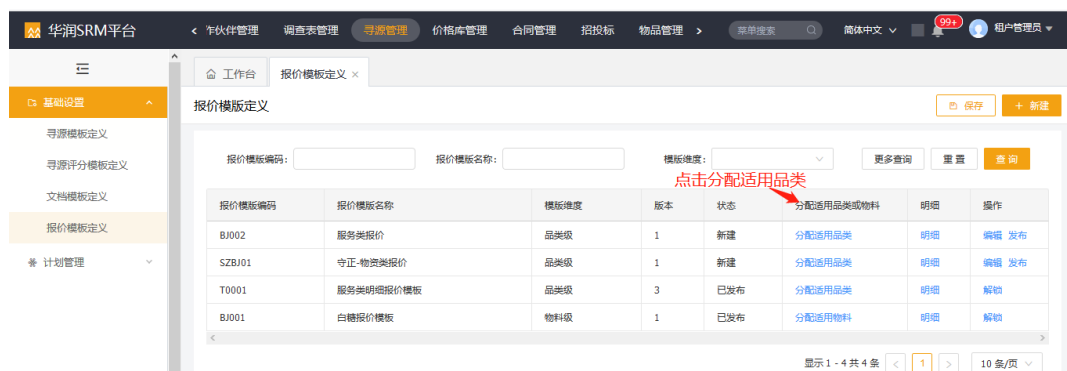 华润SRM平台
作伙伴管理 调查表管理 寻源管理 价格库管理 合同管理 招投标 物品管理 菜单搜索 简体中文 99+ 租户管理员
工作台 报价模板定义
基础设置
寻源模板定义
寻源评分模板定义
文档模板定义
报价模板定义
计划管理
报价模版定义 保存 + 新建
报价模版编码: 报价模版名称: 模版维度: 更多查询 重置 查询
点击分配适用品类
报价模版编码 报价模版名称 模版维度 版本 状态 分配适用品类或物料 明细 操作
BJ002 服务类报价 品类级 1 新建 分配适用品类 明细 编辑 发布
SZBJ01 守正-物资类报价 品类级 1 新建 分配适用品类 明细 编辑 发布
T0001 服务类明细报价模板 品类级 3 已发布 分配适用品类 明细 解锁
BJ001 白糖报价模板 物料级 1 已发布 分配适用物料 明细 解锁
显示 1 - 4 共 4 条 < 1 > 10 条/页